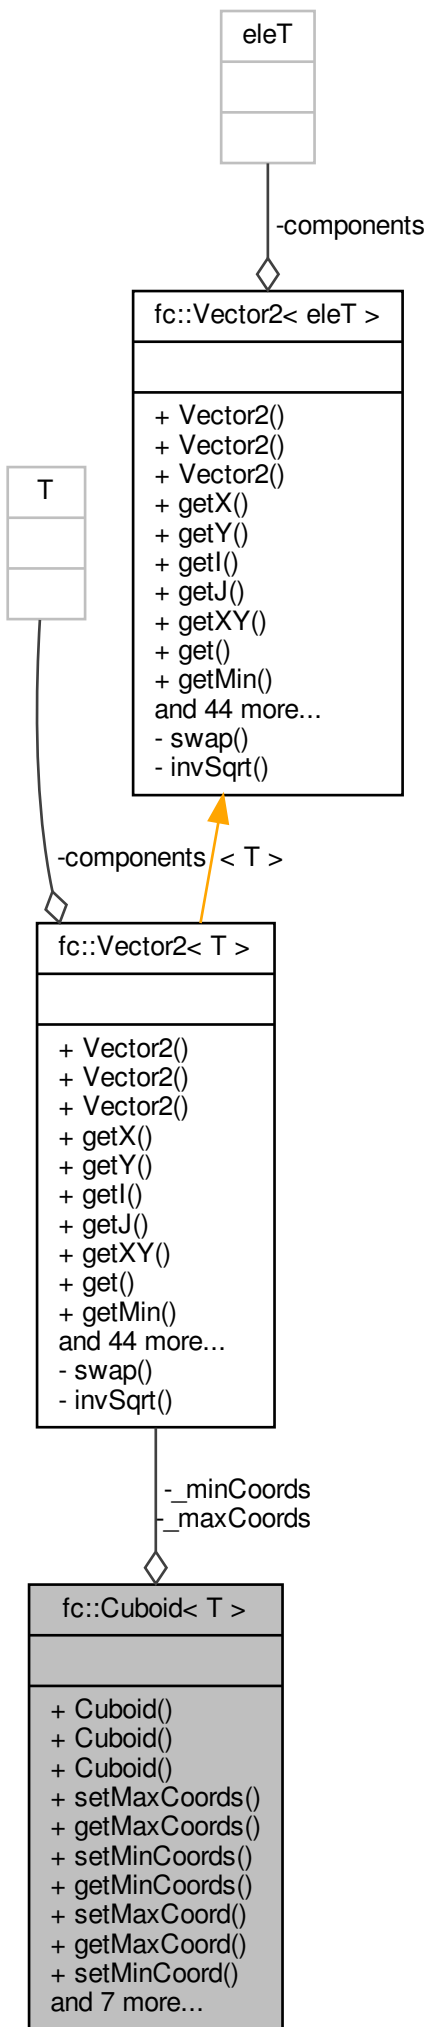 eleT
-components
fc::Vector2< eleT >
+ Vector2()
+ Vector2()
+ Vector2()
+ getX()
+ getY()
+ getI()
+ getJ()
+ getXY()
+ get()
+ getMin()
and 44 more...
- swap()
- invSqrt()
T
-components
< T >
fc::Vector2< T >
+ Vector2()
+ Vector2()
+ Vector2()
+ getX()
+ getY()
+ getI()
+ getJ()
+ getXY()
+ get()
+ getMin()
and 44 more...
- swap()
- invSqrt()
-_minCoords
-_maxCoords
fc::Cuboid< T >
+ Cuboid()
+ Cuboid()
+ Cuboid()
+ setMaxCoords()
+ getMaxCoords()
+ setMinCoords()
+ getMinCoords()
+ setMaxCoord()
+ getMaxCoord()
+ setMinCoord()
and 7 more...